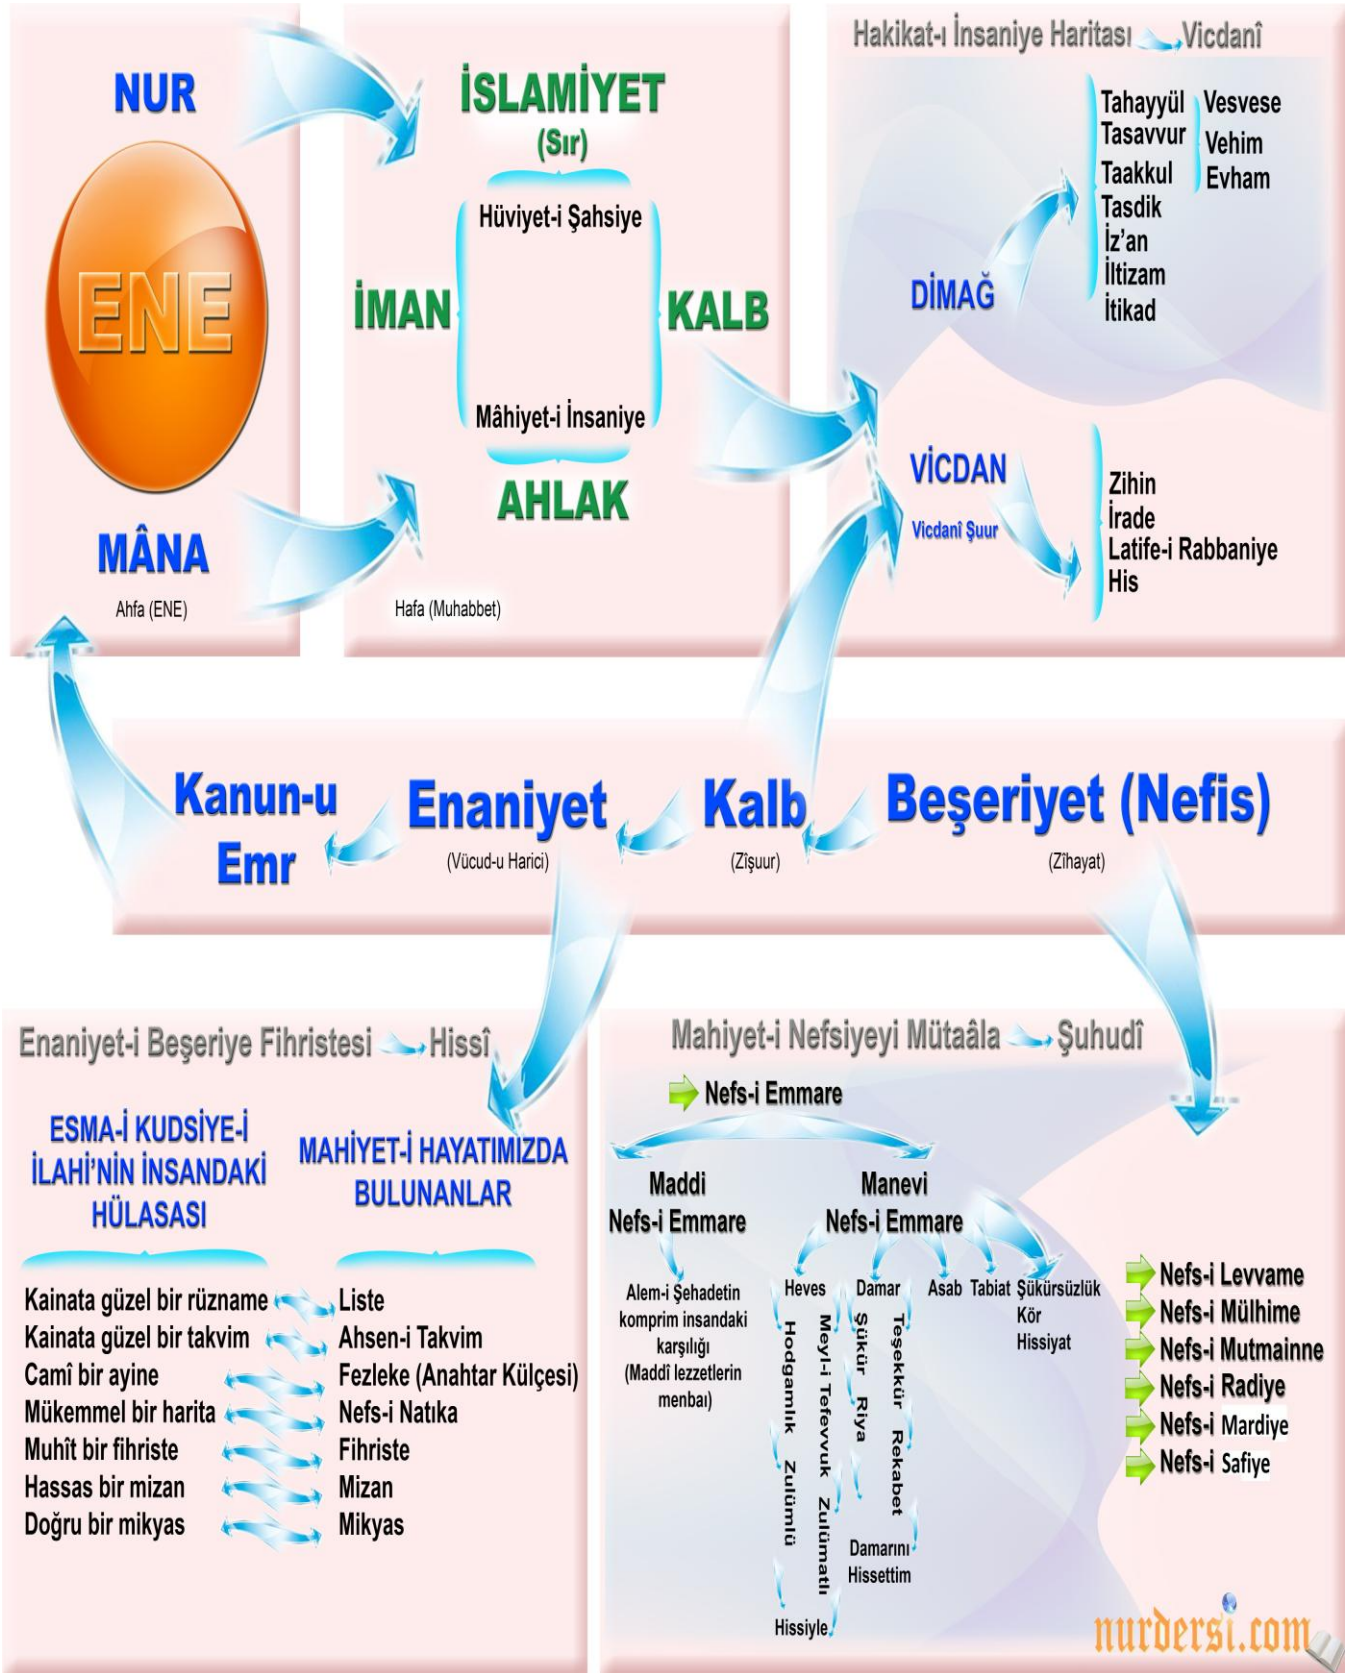 NUR
ENE
MÂNA
Ahfa (ENE)
İSLAMİYET
(Sır)
Hüviyet-i Şahsiye
İMAN
KALB
Mâhiyet-i İnsaniye
AHLAK
Hafa (Muhabbet)
Hakikat-ı İnsaniye Haritası Vicdanî
DİMAĞ
Tahayyül
Tasavvur
Taakkul
Tasdik
İz'an
İltizam
İtikad
Vesvese
Vehim
Evham
VİCDAN
Vicdanî Şuur
Zihin
İrade
Latife-i Rabbaniye
His
Kanun-u
Emr
Enaniyet
(Vücud-u Harici)
Kalb
(Zîşuur)
Beşeriyet (Nefis)
(Zîhayat)
Enaniyet-i Beşeriye Fihristesi Hissî
ESMA-İ KUDSİYE-İ
İLAHİ'NİN İNSANDAKİ
HÜLASASI
MAHİYET-İ HAYATIMIZDA
BULUNANLAR
Kainata güzel bir rüzname Liste
Kainata güzel bir takvim Ahsen-i Takvim
Camî bir ayine Fezleke (Anahtar Külçesi)
Mükemmel bir harita Nefs-i Natıka
Muhît bir fihriste Fihriste
Hassas bir mizan Mizan
Doğru bir mikyas Mikyas
Mahiyet-i Nefsiyeyi Mütaâla Şuhudî
Nefs-i Emmare
Maddi
Nefs-i Emmare
Alem-i Şehadetin
komprim insandaki
karşılığı
(Maddî lezzetlerin
menbaı)
Manevi
Nefs-i Emmare
Heves
Hodgamlık Zulümlü
Meyl-i Tefevvuk Zulümatlı
Hissiyle
Damar
Şükür Riya
Teşekkür Rekabet
Damarını
Hissettim
Asab
Tabiat
Şükürsüzlük
Kör
Hissiyat
Nefs-i Levvame
Nefs-i Mülhime
Nefs-i Mutmainne
Nefs-i Radiye
Nefs-i Mardiye
Nefs-i Safiye
nurdersi.com